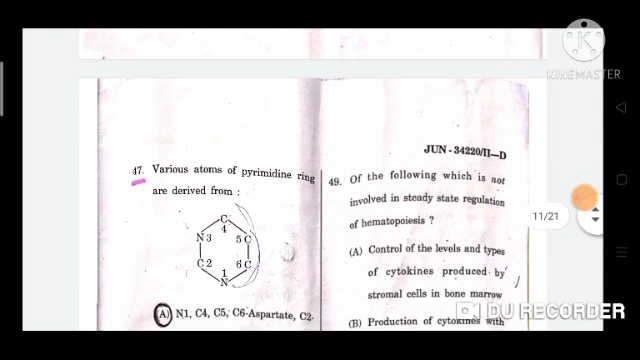 K
KINEMASTER
JUN - 34220/II—D
47. Various atoms of pyrimidine ring
are derived from :
C
4
N 3
5 C
C 2
6 C
1
N
(A) N1, C4, C5, C6-Aspartate, C2-
49. Of the following which is not
involved in steady state regulation
of hematopoiesis ?
(A) Control of the levels and types
of cytokines produced by
stromal cells in bone marrow
(B) Production of cytokines with
11/21
DU RECORDER